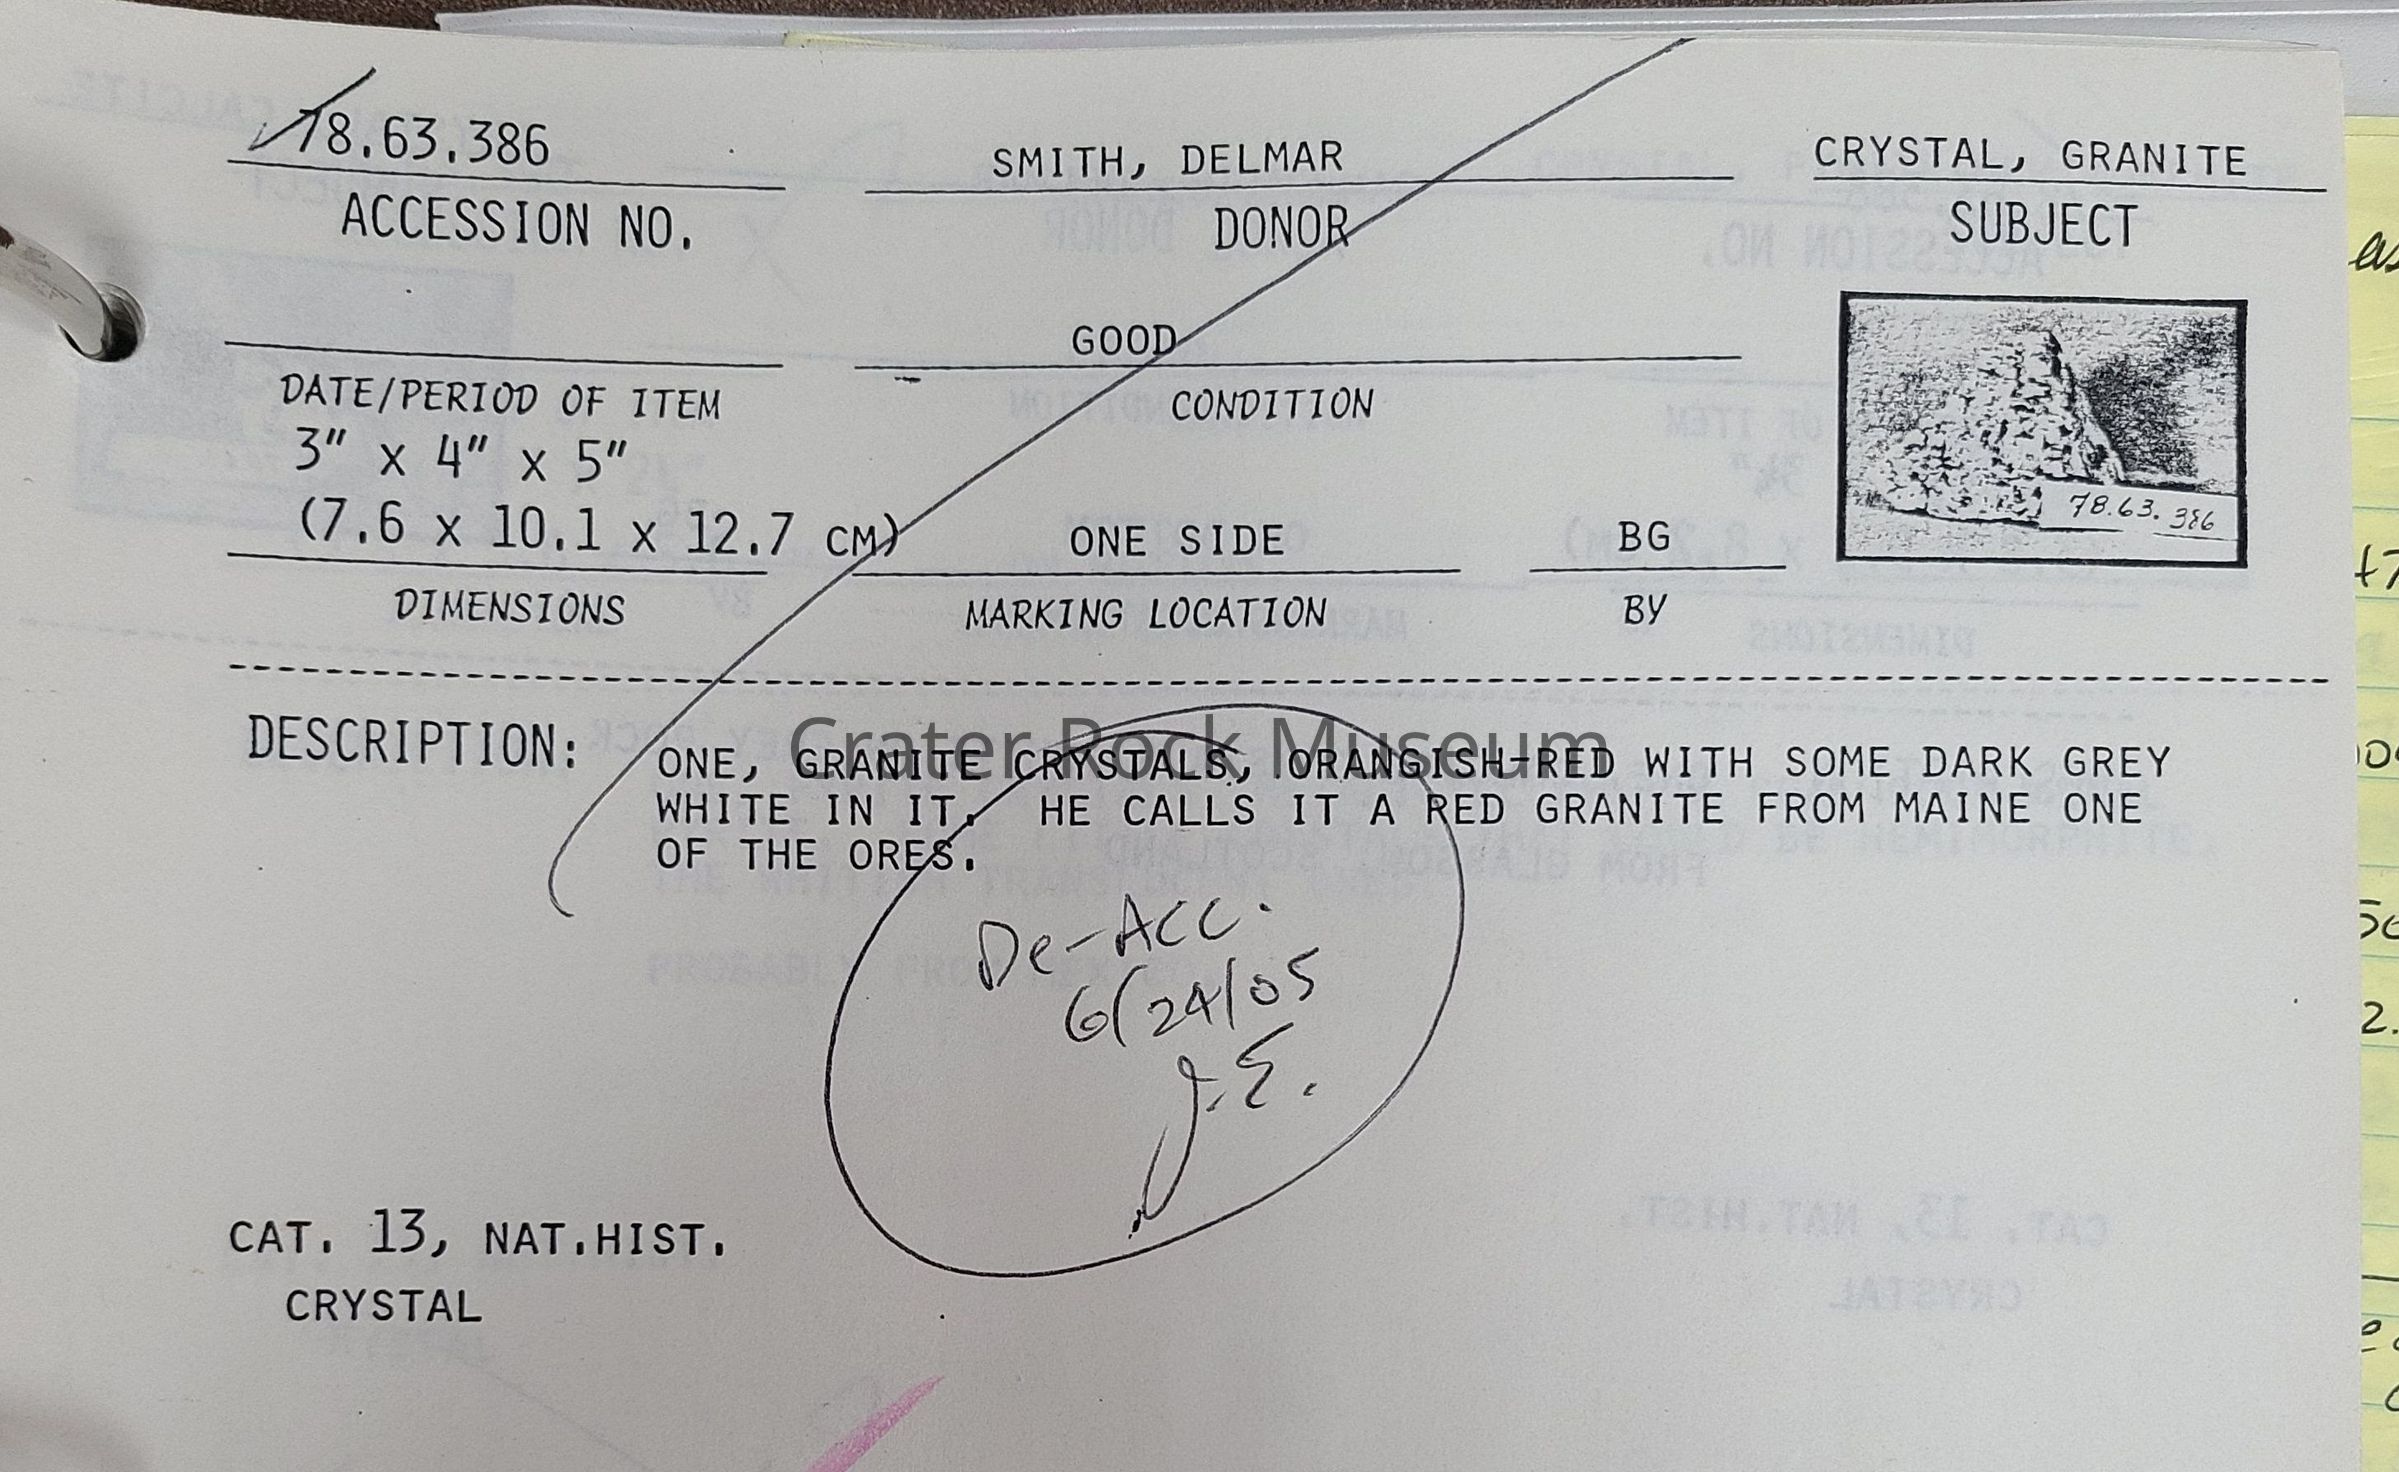 78.63.386 SMITH, DELMAR CRYSTAL, GRANITE
ACCESSION NO. DONOR SUBJECT
GOOD
DATE/PERIOD OF ITEM CONDITION
3" x 4" x 5"
(7.6 x 10.1 x 12.7 CM) ONE SIDE BG
78.63.386
DIMENSIONS MARKING LOCATION BY
Crater Rock Museum
DESCRIPTION: ONE, GRANITE CRYSTALS, ORANGISH-RED WITH SOME DARK GREY
WHITE IN IT. HE CALLS IT A RED GRANITE FROM MAINE ONE
OF THE ORES.
De-Acc.
6/24/05
J.E.
CAT. 13, NAT.HIST.
CRYSTAL